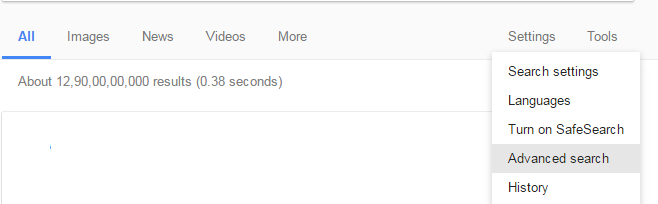 All Images News Videos More Settings Tools
About 12,90,00,00,000 results (0.38 seconds)
Search settings
Languages
Turn on SafeSearch
Advanced search
History